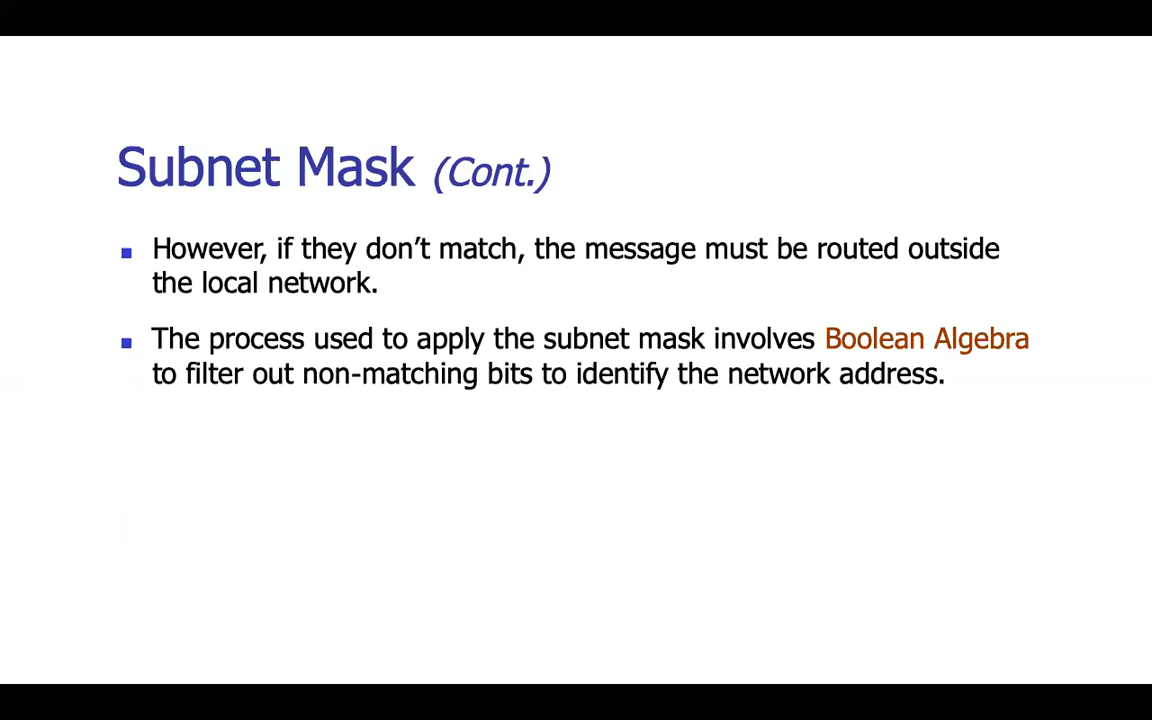 Subnet Mask (Cont.)
However, if they don’t match, the message must be routed outside
the local network.
The process used to apply the subnet mask involves Boolean Algebra
to filter out non-matching bits to identify the network address.